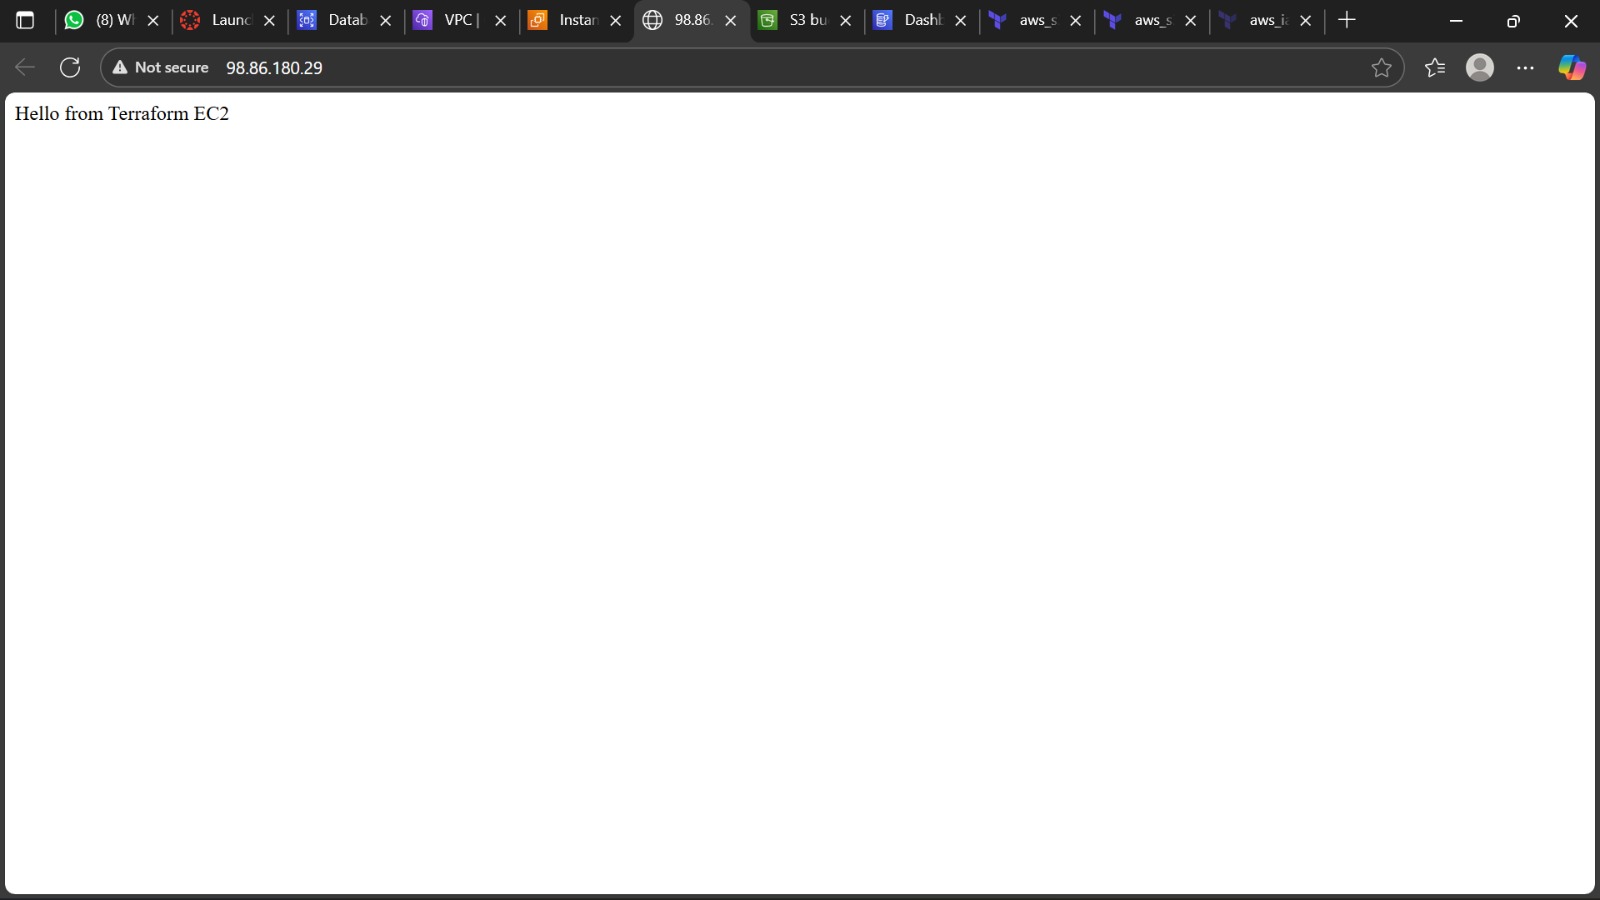 (8) Wh
Launc
Datab
VPC |
Instan
98.86.
S3 bu
Dashb
aws_s
aws_s
aws_ia
Not secure 98.86.180.29
Hello from Terraform EC2